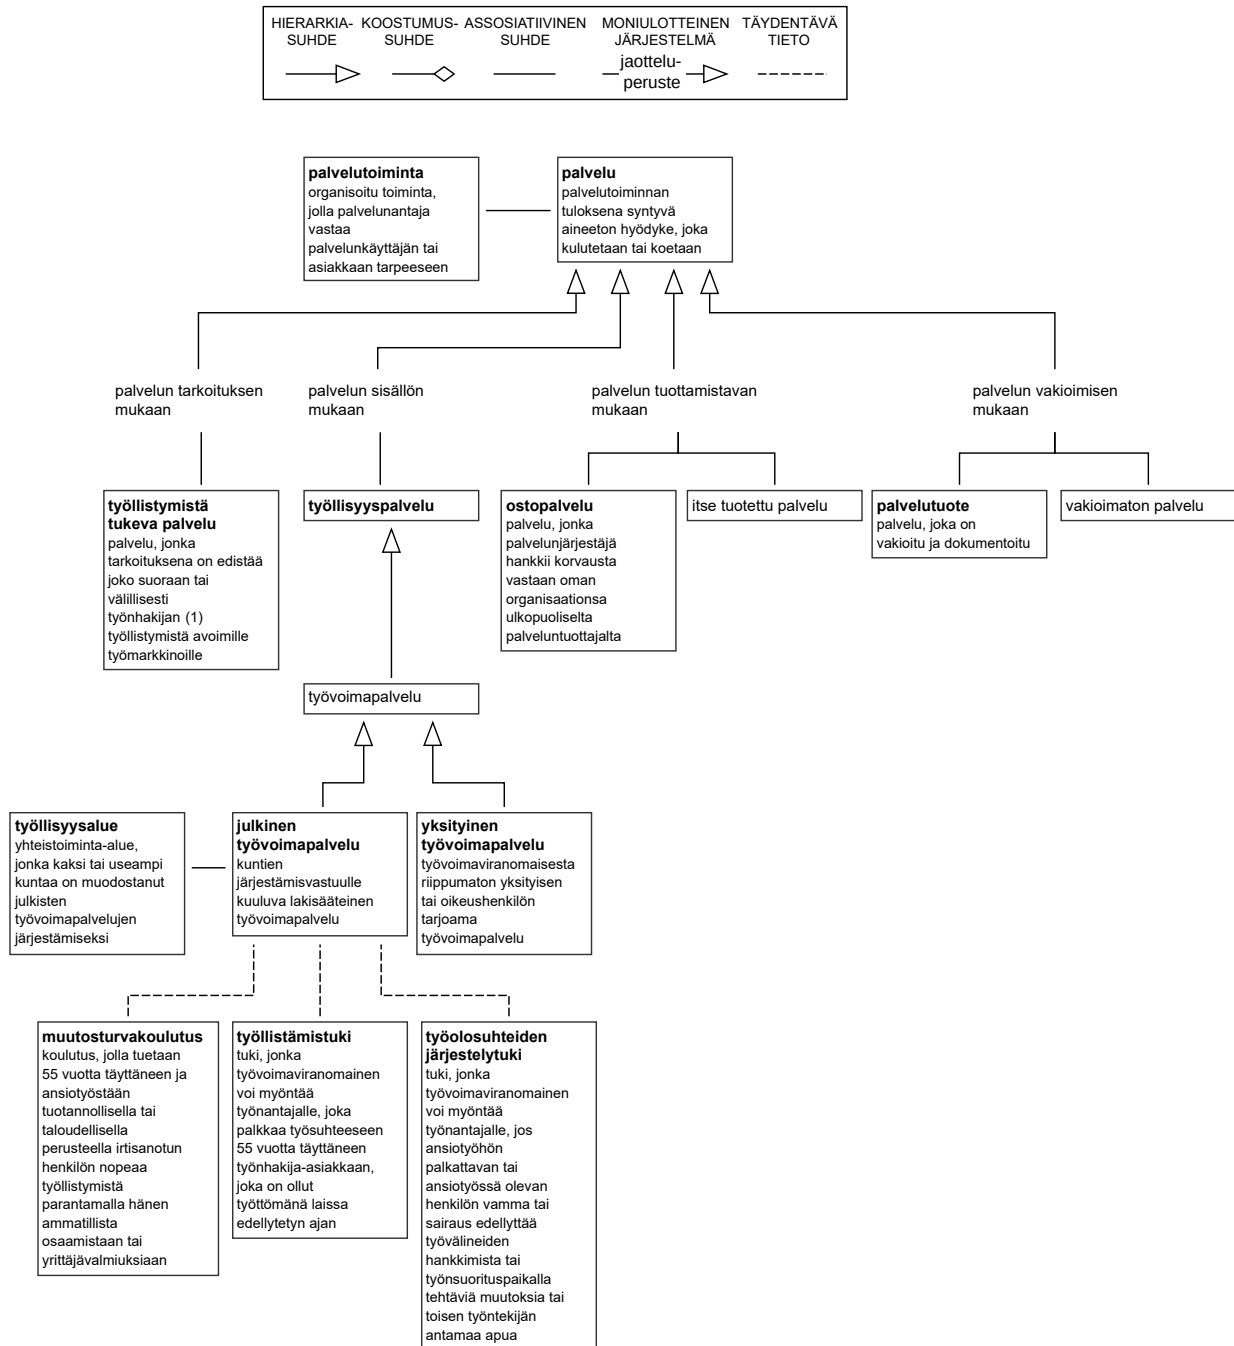 HIERARKIA-
SUHDE
KOOSTUMUS-
SUHDE
ASSOSIATIIVINEN
SUHDE
MONIULOTTEINEN
JÄRJESTELMÄ
jaottelu-
peruste
TÄYDENTÄVÄ
TIETO
palvelutoiminta
organisoitu toiminta,
jolla palvelunantaja
vastaa
palvelunkäyttäjän tai
asiakkaan tarpeeseen
palvelu
palvelutoiminnan
tuloksena syntyvä
aineeton hyödyke, joka
kulutetaan tai koetaan
palvelun tarkoituksen
mukaan
palvelun sisällön
mukaan
palvelun tuottamistavan
mukaan
palvelun vakioimisen
mukaan
työllistymistä
tukeva palvelu
palvelu, jonka
tarkoituksena on edistää
joko suoraan tai
välillisesti
työnhakijan (1)
työllistymistä avoimille
työmarkkinoille
työllisyyspalvelu
ostopalvelu
palvelu, jonka
palvelunjärjestäjä
hankkii korvausta
vastaan oman
organisaationsa
ulkopuoliselta
palveluntuottajalta
itse tuotettu palvelu
palvelutuote
palvelu, joka on
vakioitu ja dokumentoitu
vakioimaton palvelu
työvoimapalvelu
työllisyysalue
yhteistoiminta-alue,
jonka kaksi tai useampi
kuntaa on muodostanut
julkisten
työvoimapalvelujen
järjestämiseksi
julkinen
työvoimapalvelu
kuntien
järjestämisvastuulle
kuuluva lakisääteinen
työvoimapalvelu
yksityinen
työvoimapalvelu
työvoimaviranomaisesta
riippumaton yksityisen
tai oikeushenkilön
tarjoama
työvoimapalvelu
muutosturvakoulutus
koulutus, jolla tuetaan
55 vuotta täyttäneen ja
ansiotyöstään
tuotannollisella tai
taloudellisella
perusteella irtisanotun
henkilön nopeaa
työllistymistä
parantamalla hänen
ammatillista
osaamistaan tai
yrittäjävalmiuksiaan
työllistämistuki
tuki, jonka
työvoimaviranomainen
voi myöntää
työnantajalle, joka
palkkaa työsuhteeseen
55 vuotta täyttäneen
työnhakija-asiakkaan,
joka on ollut
työttömänä laissa
edellytetyn ajan
työolosuhteiden
järjestelytuki
tuki, jonka
työvoimaviranomainen
voi myöntää
työnantajalle, jos
ansiotyöhön
palkattavan tai
ansiotyössä olevan
henkilön vamma tai
sairaus edellyttää
työvälineiden
hankkimista tai
työnsuorituspaikalla
tehtäviä muutoksia tai
toisen työntekijän
antamaa apua